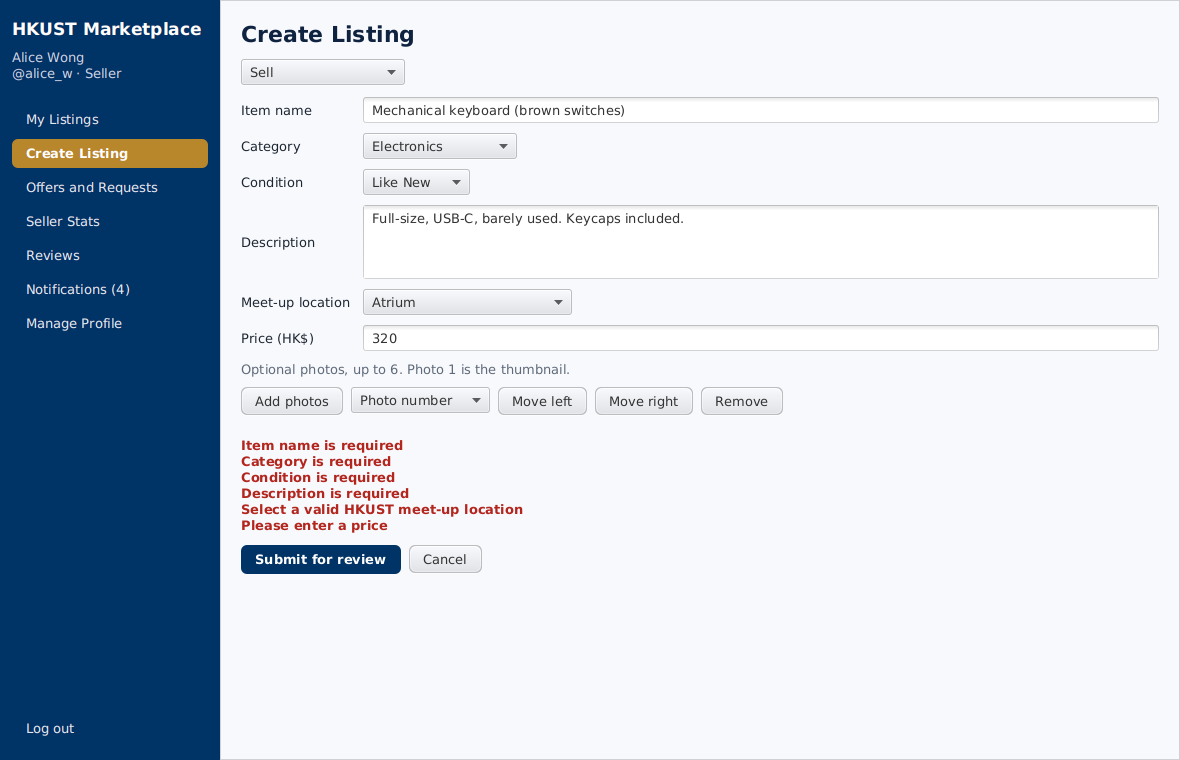 HKUST Marketplace
Alice Wong
@alice_w · Seller
My Listings
Create Listing
Offers and Requests
Seller Stats
Reviews
Notifications (4)
Manage Profile
Log out
Create Listing
Sell
Item name
Mechanical keyboard (brown switches)
Category
Electronics
Condition
Like New
Description
Full-size, USB-C, barely used. Keycaps included.
Meet-up location
Atrium
Price (HK$)
320
Optional photos, up to 6. Photo 1 is the thumbnail.
Add photos
Photo number
Move left
Move right
Remove
Item name is required
Category is required
Condition is required
Description is required
Select a valid HKUST meet-up location
Please enter a price
Submit for review
Cancel